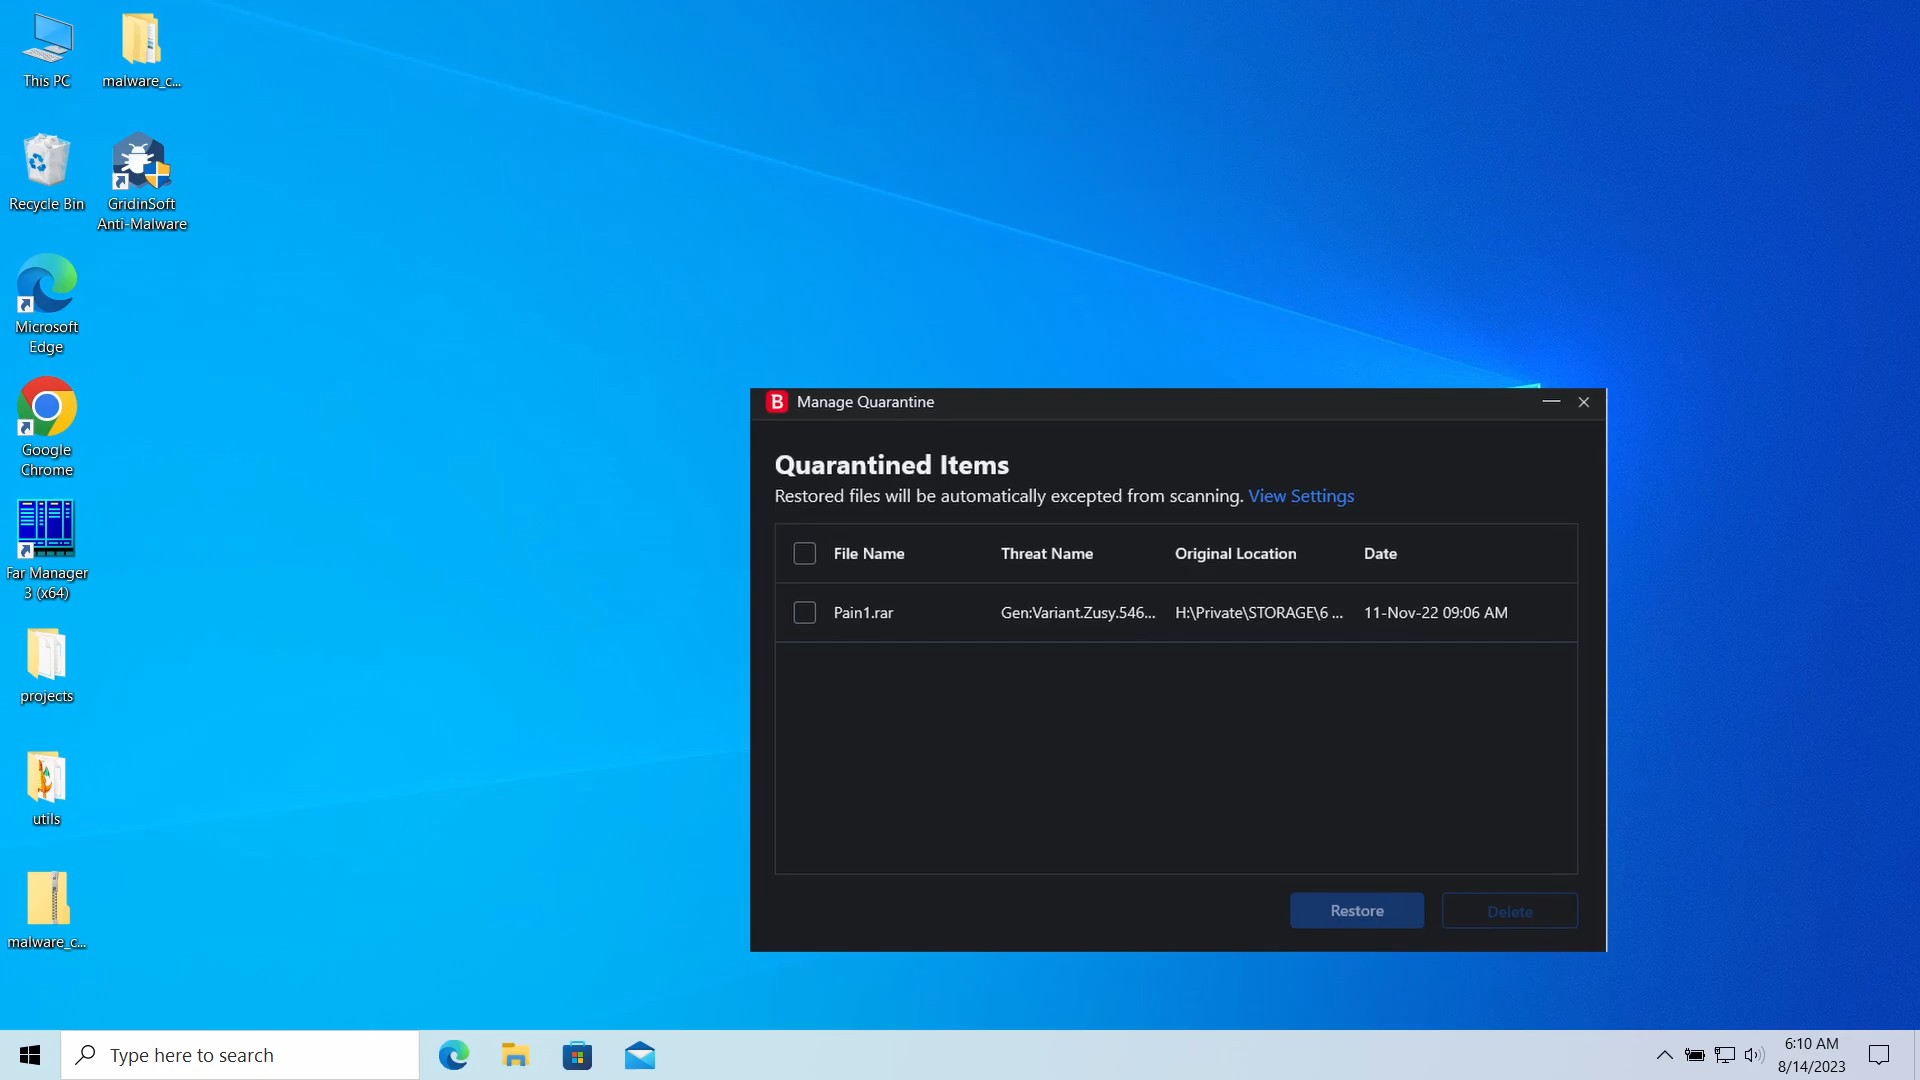 This PC
malware_c...
Recycle Bin
GridinSoft
Anti-Malware
Microsoft
Edge
Google
Chrome
Far Manager
3 (x64)
projects
utils
malware_c...
B Manage Quarantine
Quarantined Items
Restored files will be automatically excepted from scanning. View Settings
File Name Threat Name Original Location Date
Pain1.rar Gen:Variant.Zusy.546... H:\Private\STORAGE\6 ... 11-Nov-22 09:06 AM
Restore Delete
Type here to search
6:10 AM
8/14/2023